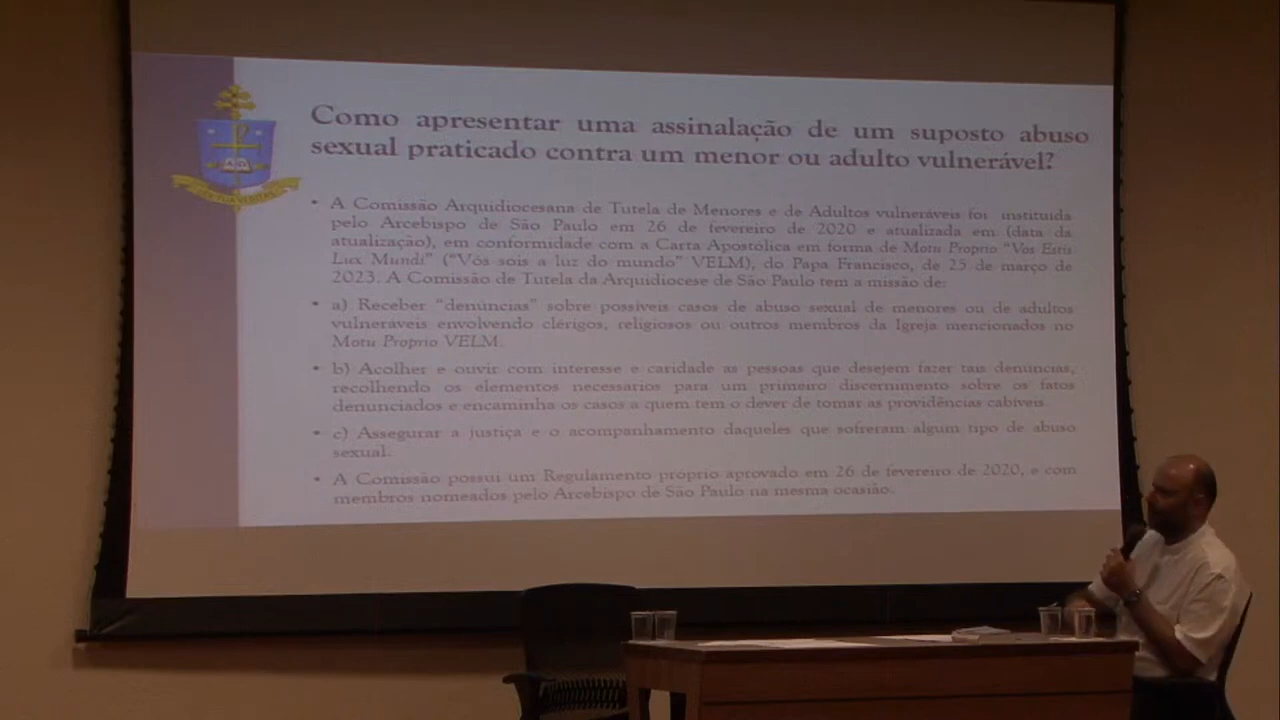 Como apresentar uma assinalação de um suposto abuso
sexual praticado contra um menor ou adulto vulnerável?
• A Comissão Arquidiocesana de Tutela de Menores e de Adultos vulneráveis foi instituída
pelo Arcebispo de São Paulo em 26 de fevereiro de 2020 e atualizada em (data da
atualização), em conformidade com a Carta Apostólica em forma de Motu Proprio "Vos Estis
Lux Mundi" ("Vós sois a luz do mundo" VELM), do Papa Francisco, de 25 de março de
2023. A Comissão de Tutela da Arquidiocese de São Paulo tem a missão de:
• a) Receber "denúncias" sobre possíveis casos de abuso sexual de menores ou de adultos
vulneráveis envolvendo clérigos, religiosos ou outros membros da Igreja mencionados no
Motu Proprio VELM.
• b) Acolher e ouvir com interesse e caridade as pessoas que desejem fazer tais denúncias,
recolhendo os elementos necessários para um primeiro discernimento sobre os fatos
denunciados e encaminha os casos a quem tem o dever de tomar as providências cabíveis.
• c) Assegurar a justiça e o acompanhamento daqueles que sofreram algum tipo de abuso
sexual.
• A Comissão possui um Regulamento próprio aprovado em 26 de fevereiro de 2020, e com
membros nomeados pelo Arcebispo de São Paulo na mesma ocasião.